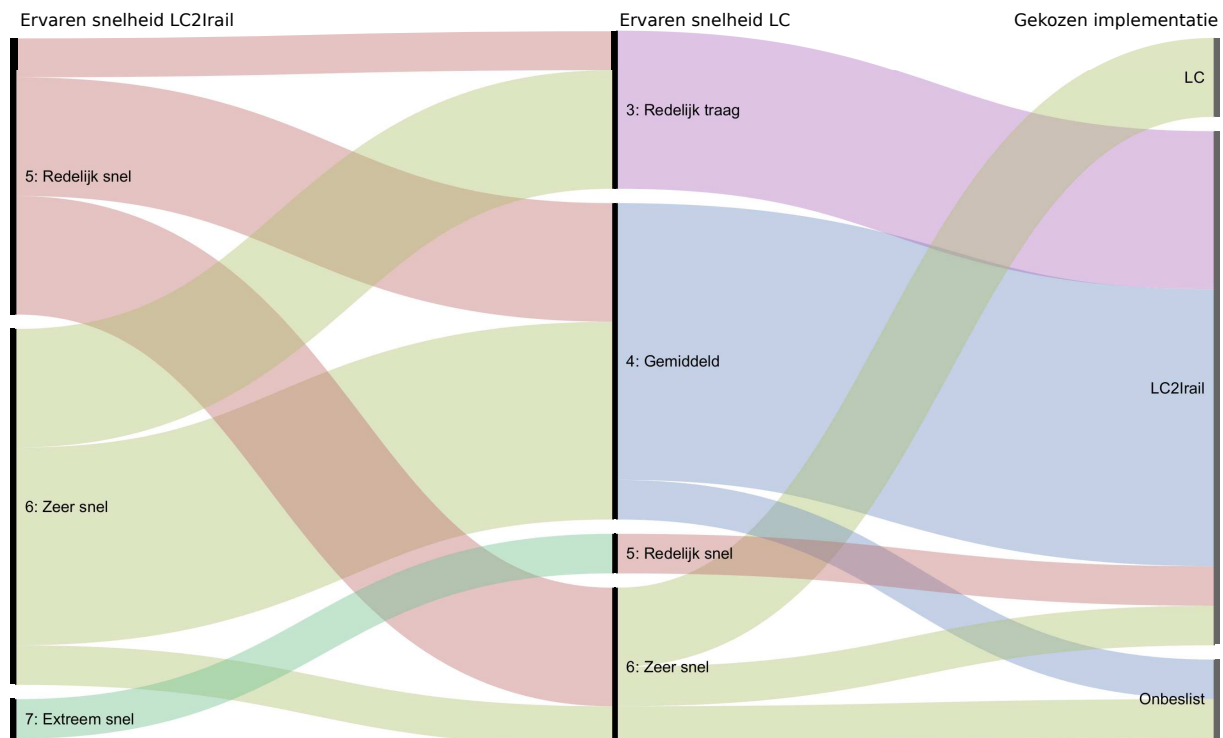 Ervaren snelheid LC2Irail
Ervaren snelheid LC
Gekozen implementatie
5: Redelijk snel
6: Zeer snel
7: Extreem snel
3: Redelijk traag
4: Gemiddeld
5: Redelijk snel
6: Zeer snel
LC
LC2Irail
Onbeslist